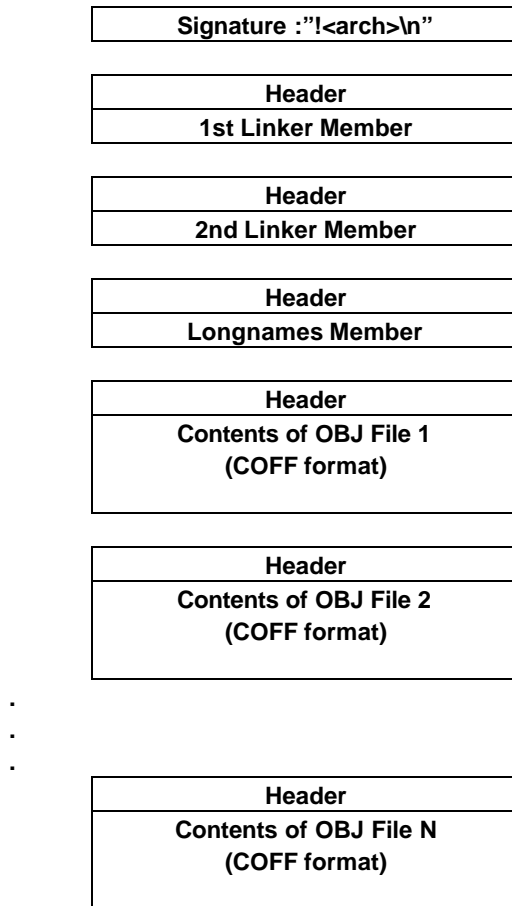 Signature :”!<arch>\n”
Header
1st Linker Member
Header
2nd Linker Member
Header
Longnames Member
Header
Contents of OBJ File 1
(COFF format)
Header
Contents of OBJ File 2
(COFF format)
.
.
.
Header
Contents of OBJ File N
(COFF format)